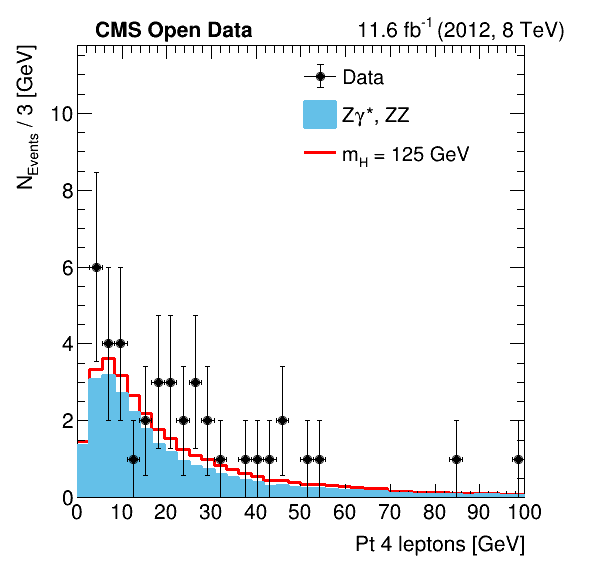 CMS Open Data 11.6 fb⁻¹ (2012, 8 TeV)
N_Events / 3 [GeV]
Data
Zγ*, ZZ
m_H = 125 GeV
10
8
6
4
2
0
0 10 20 30 40 50 60 70 80 90 100
Pt 4 leptons [GeV]